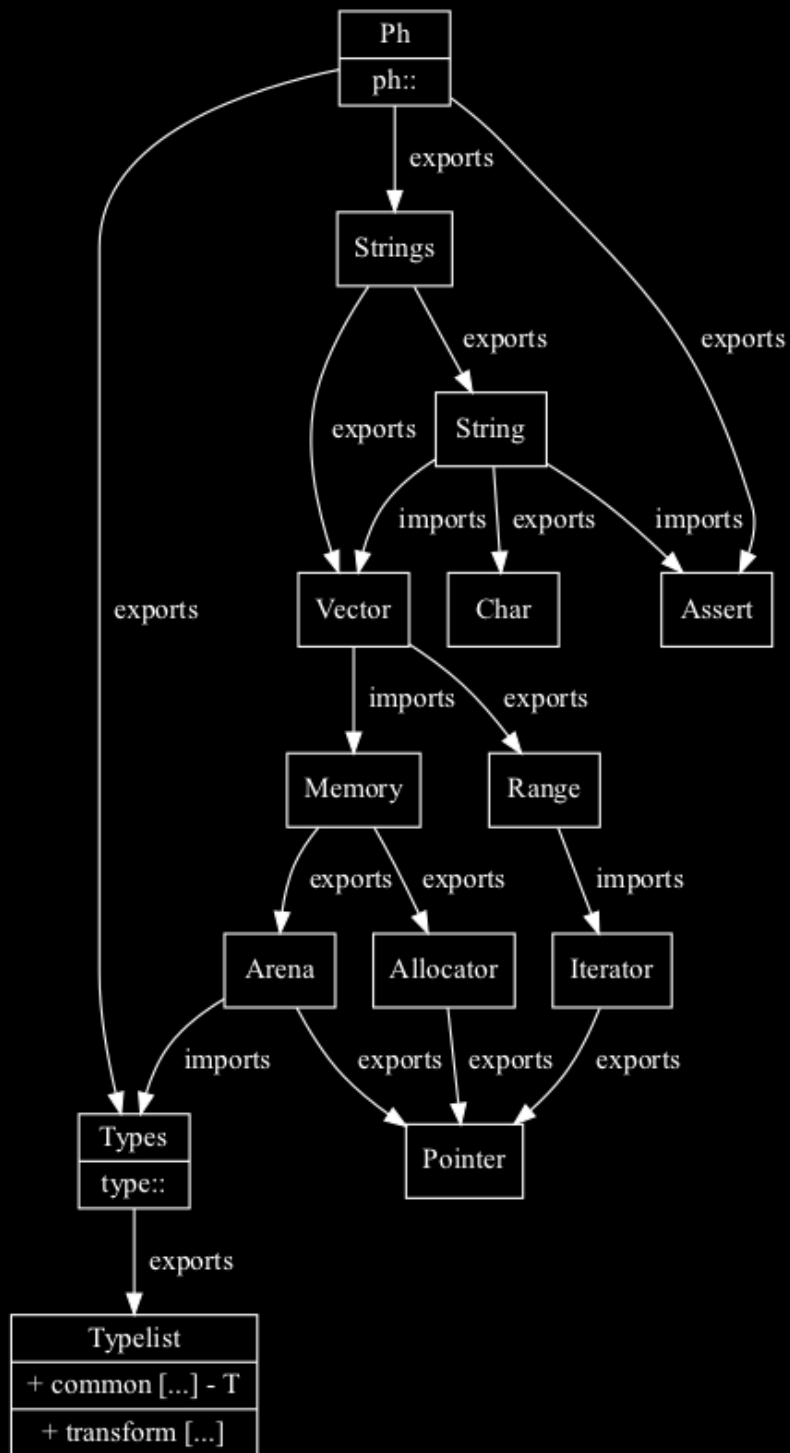 Ph
ph::
exports
Strings
exports
exports
exports
String
imports
exports
imports
Vector
Char
Assert
exports
imports
exports
Memory
Range
exports
exports
imports
Arena
Allocator
Iterator
imports
exports
exports
exports
Types
type::
Pointer
exports
Typelist
+ common [...] - T
+ transform [...]